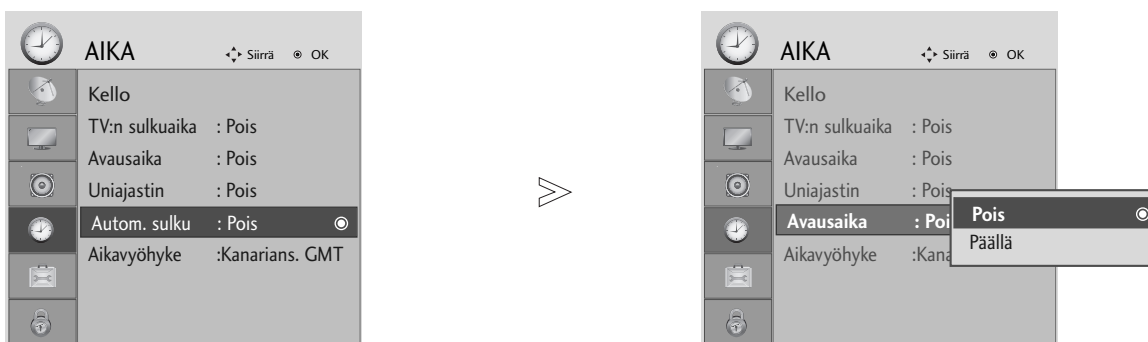 AIKA Siirrä OK
Kello
TV:n sulkuaika : Pois
Avausaika : Pois
Uniajastin : Pois
Autom. sulku : Pois
Aikavyöhyke :Kanarians. GMT
>
AIKA Siirrä OK
Kello
TV:n sulkuaika : Pois
Avausaika : Pois
Uniajastin : Pois
Avausaika : Poi
Aikavyöhyke :Kana
Pois
Päällä